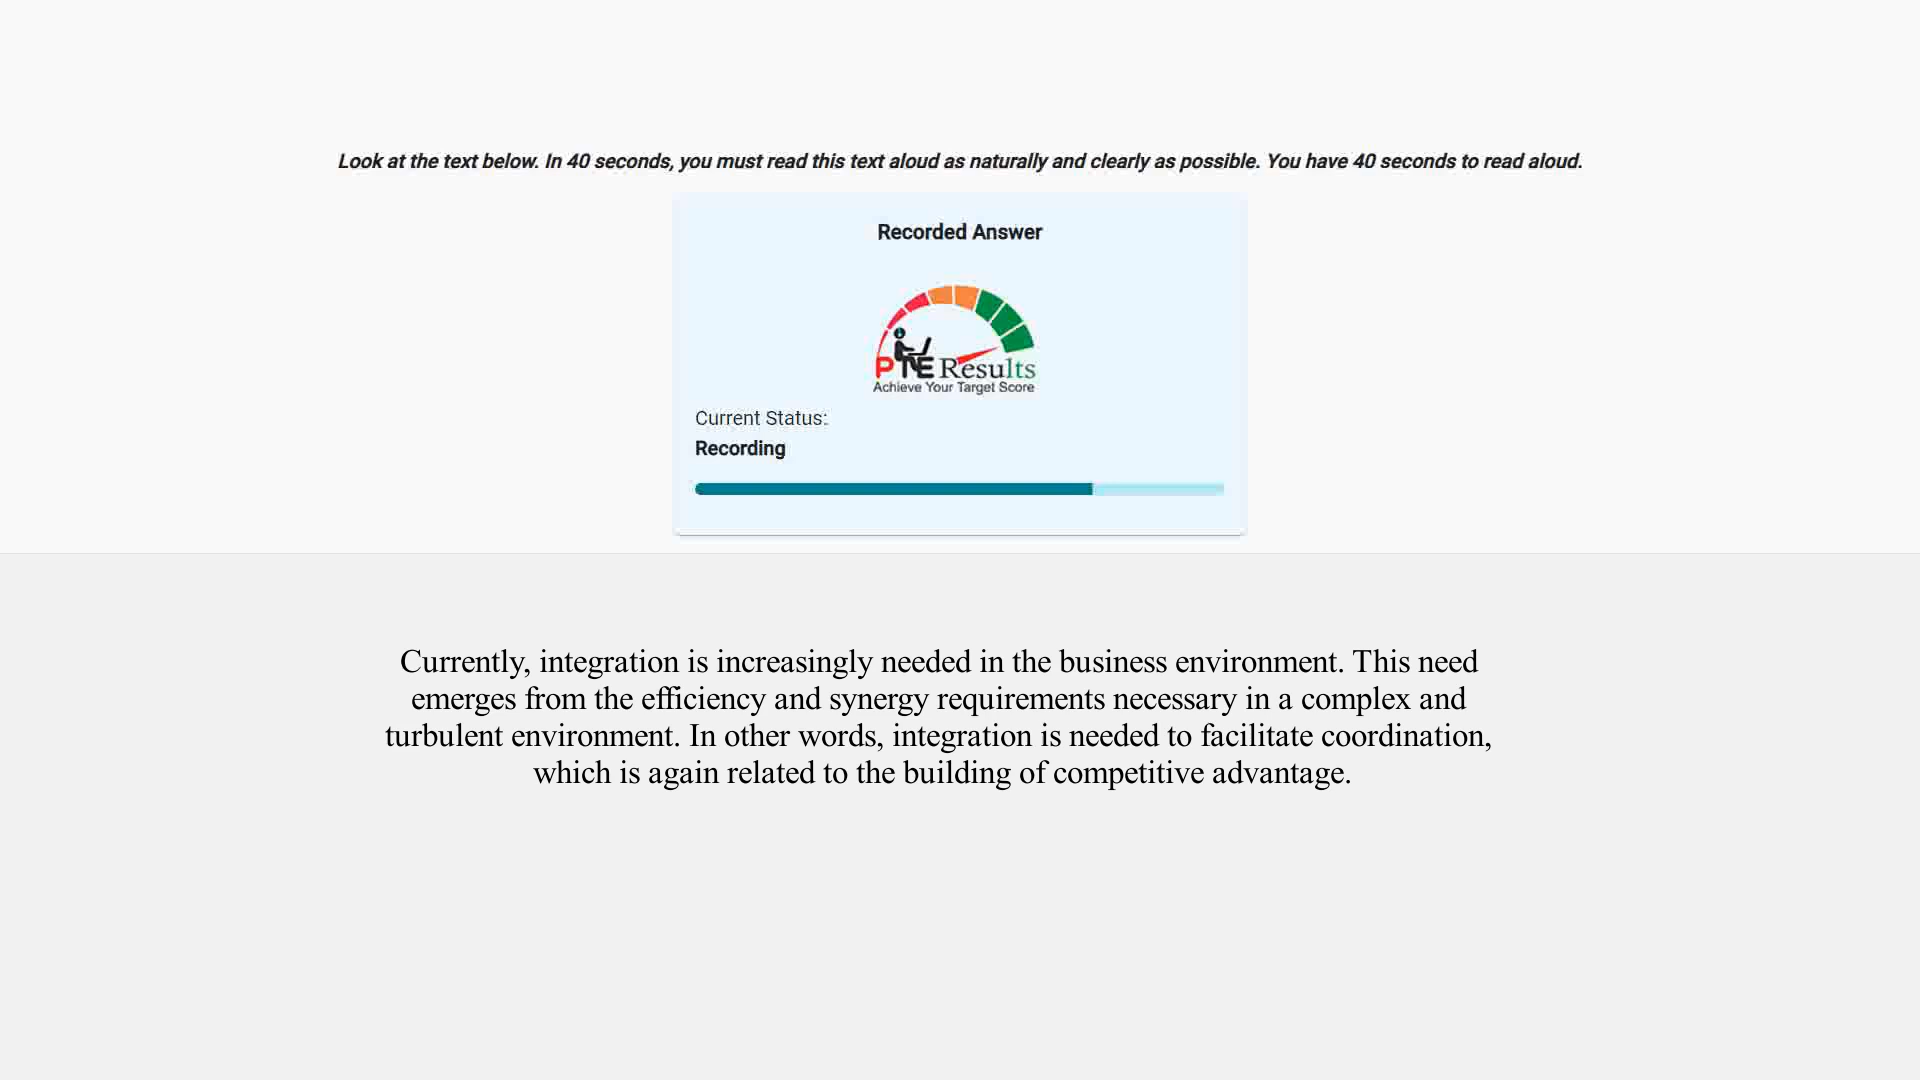 Look at the text below. In 40 seconds, you must read this text aloud as naturally and clearly as possible. You have 40 seconds to read aloud.
Recorded Answer
PTE Results
Achieve Your Target Score
Current Status:
Recording
Currently, integration is increasingly needed in the business environment. This need
emerges from the efficiency and synergy requirements necessary in a complex and
turbulent environment. In other words, integration is needed to facilitate coordination,
which is again related to the building of competitive advantage.